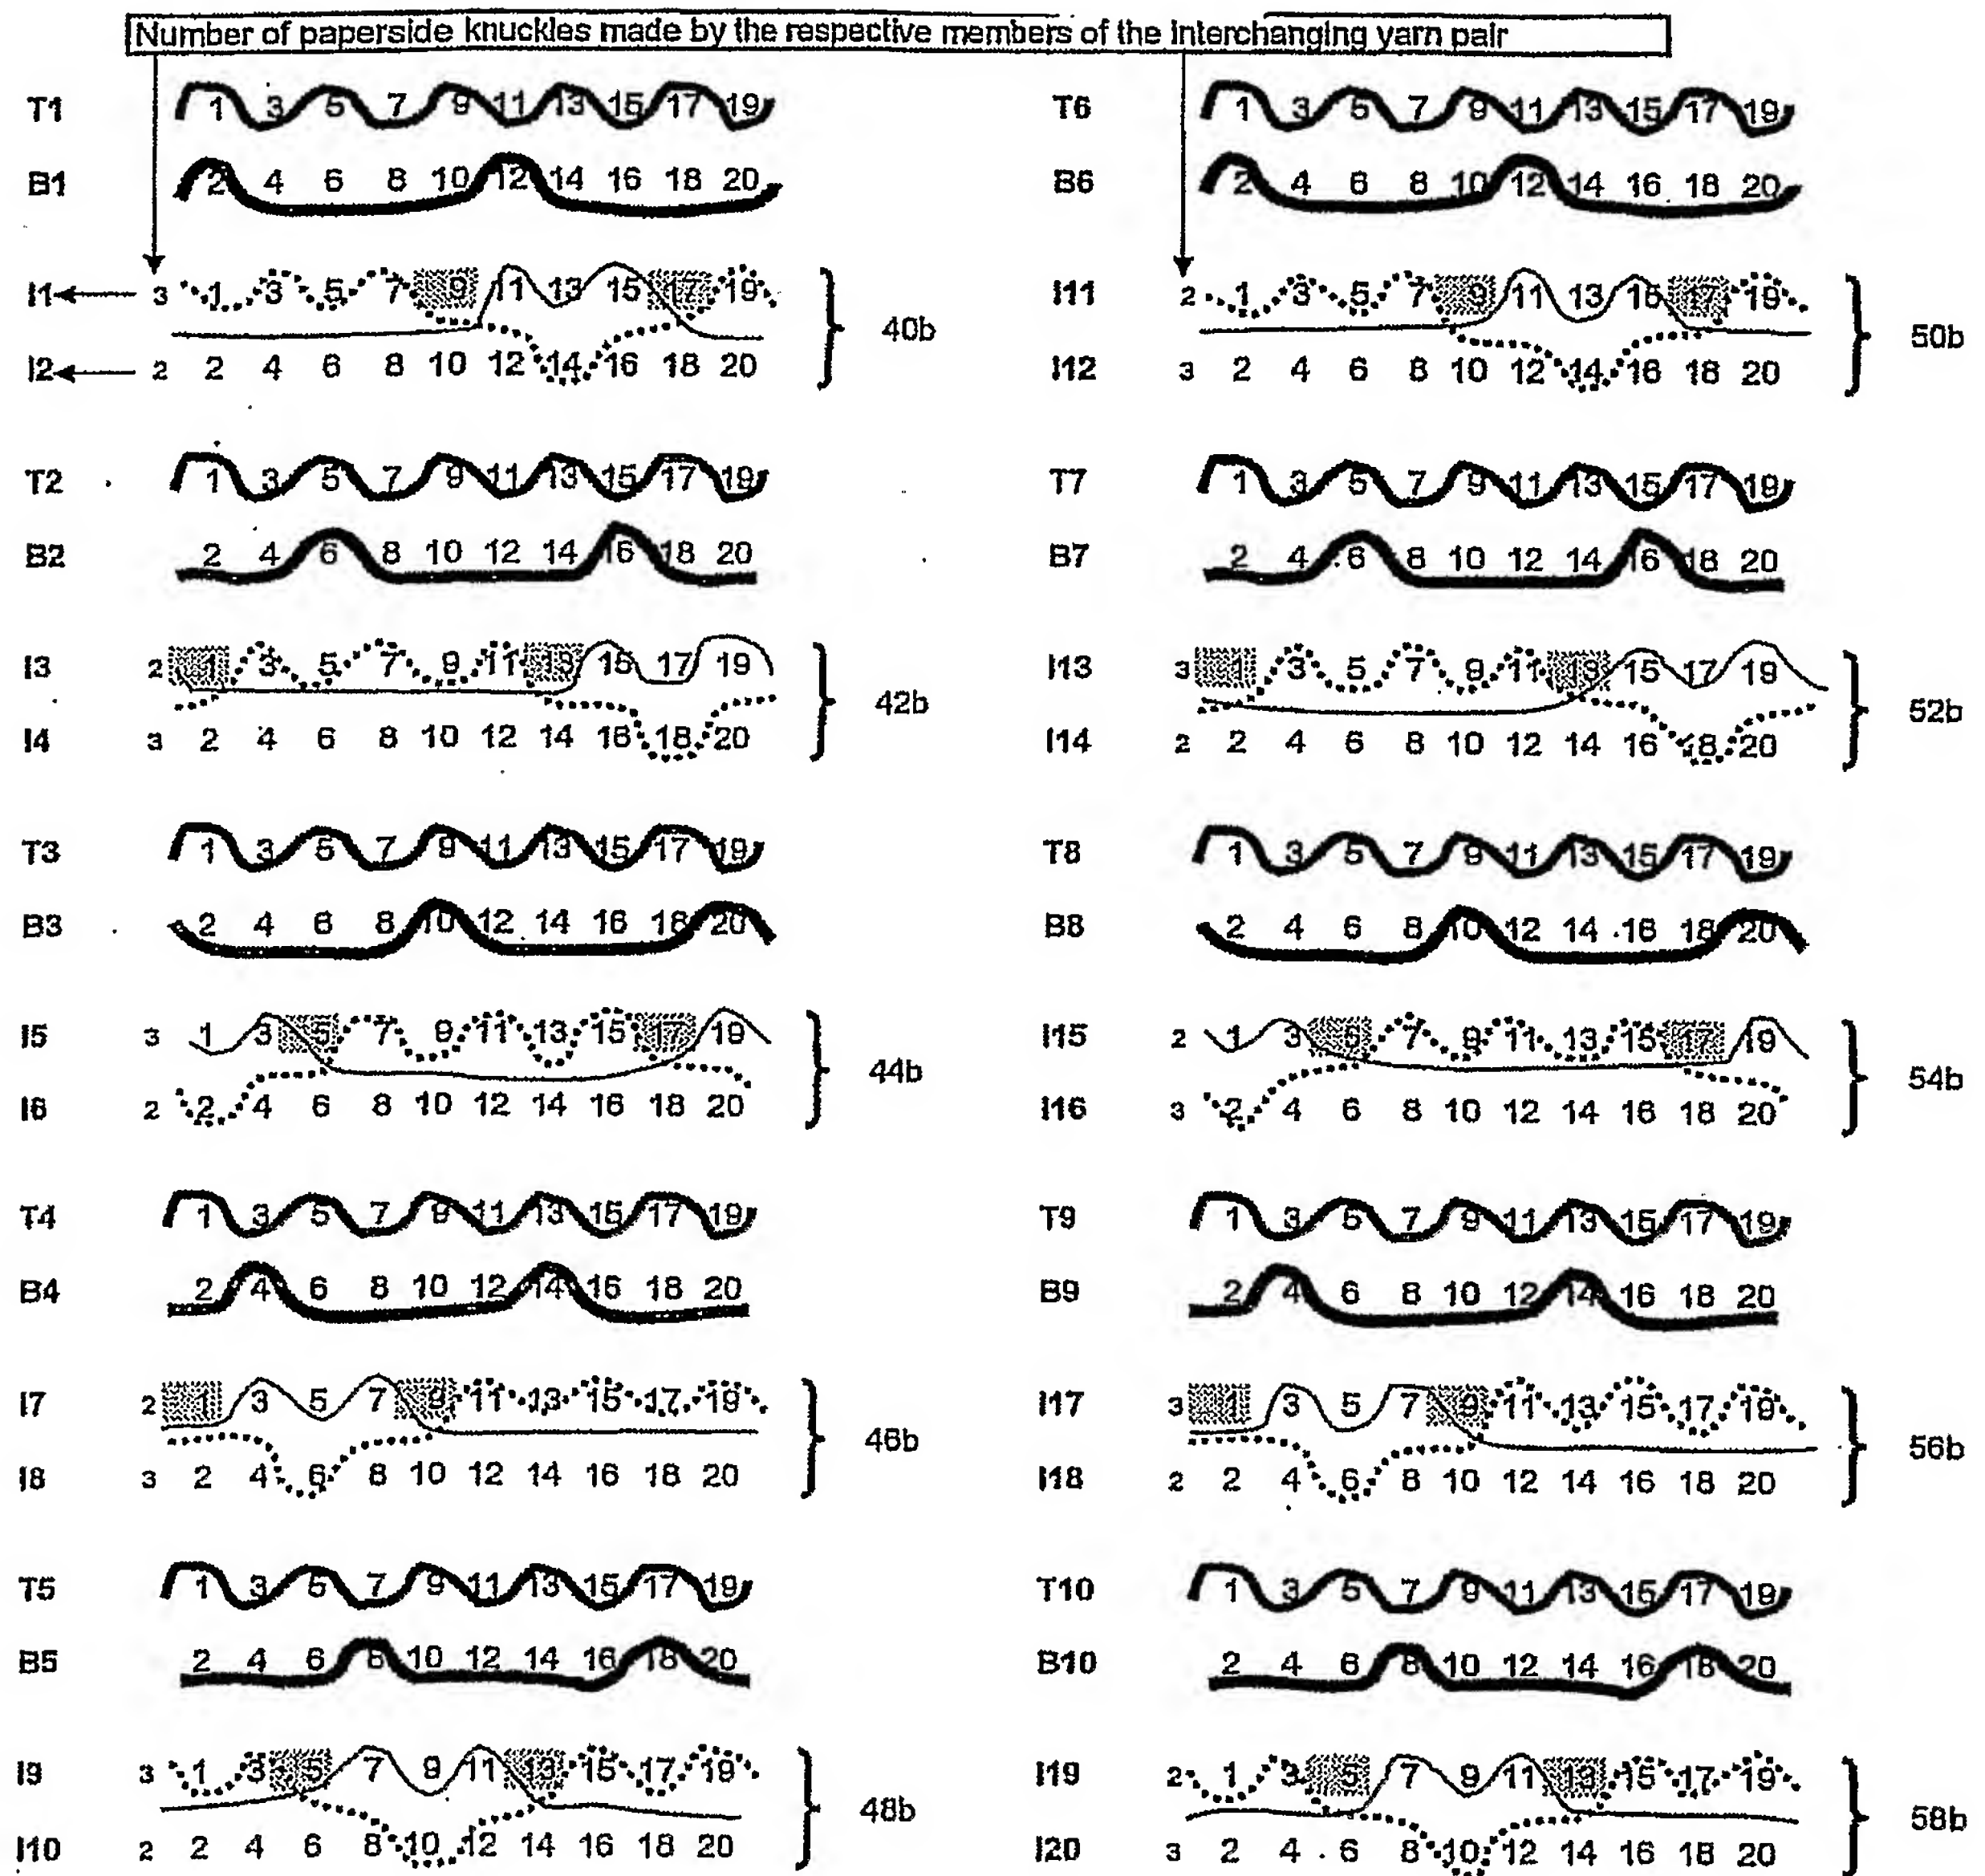 Number of paperside knuckles made by the respective members of the interchanging yarn pair
T1 1 3 5 7 9 11 13 15 17 19
B1 2 4 6 8 10 12 14 16 18 20
I1 3 1 3 5 7 9 11 13 15 17 19
40b
I2 2 2 4 6 8 10 12 14 16 18 20
T2 1 3 5 7 9 11 13 15 17 19
B2 2 4 6 8 10 12 14 16 18 20
I3 2 1 3 5 7 9 11 13 15 17 19
42b
I4 3 2 4 6 8 10 12 14 16 18 20
T3 1 3 5 7 9 11 13 15 17 19
B3 2 4 6 8 10 12 14 16 18 20
I5 3 1 3 5 7 9 11 13 15 17 19
44b
I6 2 2 4 6 8 10 12 14 16 18 20
T4 1 3 5 7 9 11 13 15 17 19
B4 2 4 6 8 10 12 14 16 18 20
I7 2 1 3 5 7 9 11 13 15 17 19
46b
I8 3 2 4 6 8 10 12 14 16 18 20
T5 1 3 5 7 9 11 13 15 17 19
B5 2 4 6 8 10 12 14 16 18 20
I9 3 1 3 5 7 9 11 13 15 17 19
48b
I10 2 2 4 6 8 10 12 14 16 18 20
T6 1 3 5 7 9 11 13 15 17 19
B6 2 4 6 8 10 12 14 16 18 20
I11 2 1 3 5 7 9 11 13 15 17 19
50b
I12 3 2 4 6 8 10 12 14 16 18 20
T7 1 3 5 7 9 11 13 15 17 19
B7 2 4 6 8 10 12 14 16 18 20
I13 3 1 3 5 7 9 11 13 15 17 19
52b
I14 2 2 4 6 8 10 12 14 16 18 20
T8 1 3 5 7 9 11 13 15 17 19
B8 2 4 6 8 10 12 14 16 18 20
I15 2 1 3 5 7 9 11 13 15 17 19
54b
I16 3 2 4 6 8 10 12 14 16 18 20
T9 1 3 5 7 9 11 13 15 17 19
B9 2 4 6 8 10 12 14 16 18 20
I17 3 1 3 5 7 9 11 13 15 17 19
56b
I18 2 2 4 6 8 10 12 14 16 18 20
T10 1 3 5 7 9 11 13 15 17 19
B10 2 4 6 8 10 12 14 16 18 20
I19 2 1 3 5 7 9 11 13 15 17 19
58b
I20 3 2 4 6 8 10 12 14 16 18 20